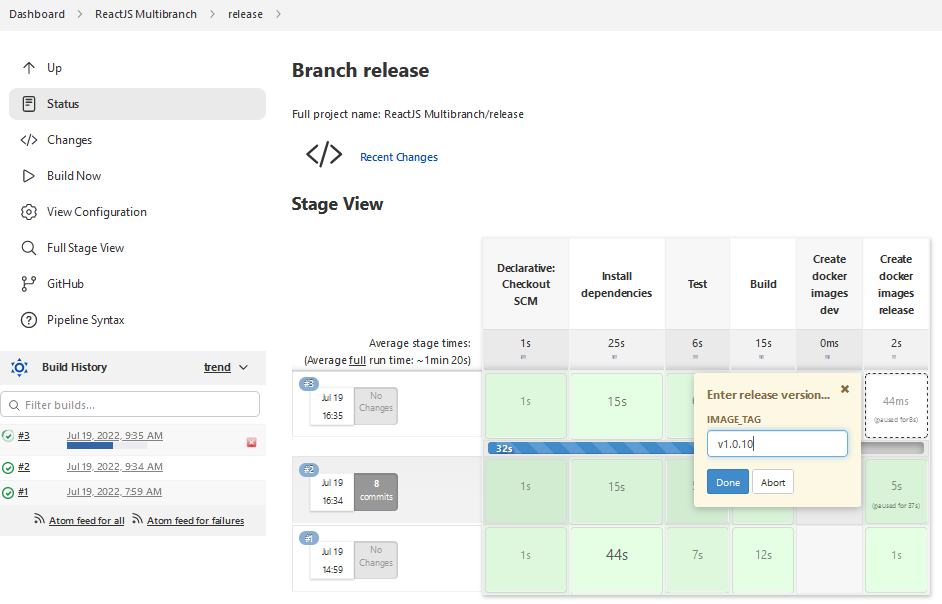 Dashboard > ReactJS Multibranch > release >
Up
Status
Changes
Build Now
View Configuration
Full Stage View
GitHub
Pipeline Syntax
Build History trend
Filter builds...
#3 Jul 19, 2022, 9:35 AM
#2 Jul 19, 2022, 9:34 AM
#1 Jul 19, 2022, 7:59 AM
Atom feed for all Atom feed for failures
Branch release
Full project name: ReactJS Multibranch/release
Recent Changes
Stage View
Declarative:
Checkout
SCM
Install
dependencies
Test
Build
Create
docker
images
dev
Create
docker
images
release
Average stage times:
(Average full run time: ~1min 20s)
1s 25s 6s 15s 0ms 2s
#3
Jul 19
16:35
No
Changes
1s 15s 44ms
(paused for 8s)
32s
Enter release version...
IMAGE_TAG
v1.0.10
Done Abort
#2
Jul 19
16:34
8
commits
1s 15s 5s
(paused for 37s)
#1
Jul 19
14:59
No
Changes
1s 44s 7s 12s 1s